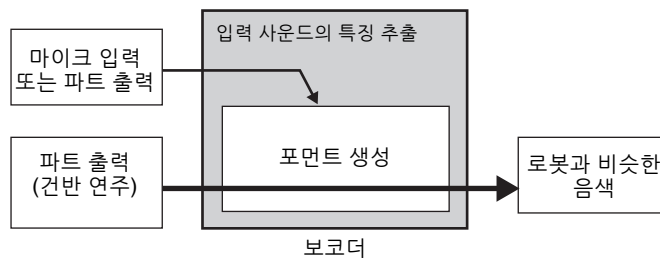 입력 사운드의 특징 추출
마이크 입력
또는 파트 출력
포먼트 생성
파트 출력
(건반 연주)
로봇과 비슷한
음색
보코더